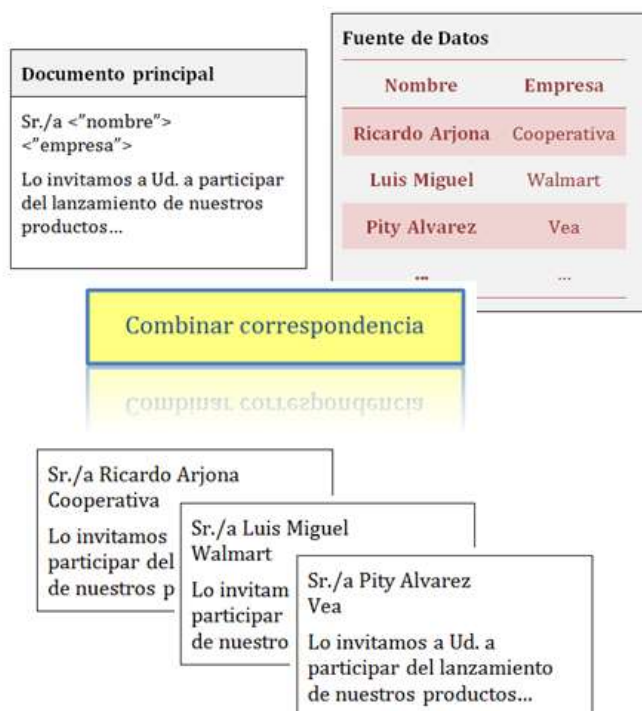 Documento principal
Sr./a <"nombre">
<"empresa">
Lo invitamos a Ud. a participar
del lanzamiento de nuestros
productos...
Fuente de Datos
Nombre Empresa
Ricardo Arjona Cooperativa
Luis Miguel Walmart
Pity Alvarez Vea
... ...
Combinar correspondencia
Combinar correspondencia
Sr./a Ricardo Arjona
Cooperativa
Lo invitamos
participar del
de nuestros p
Sr./a Luis Miguel
Walmart
Lo invitam
participar
de nuestro
Sr./a Pity Alvarez
Vea
Lo invitamos a Ud. a
participar del lanzamiento
de nuestros productos...